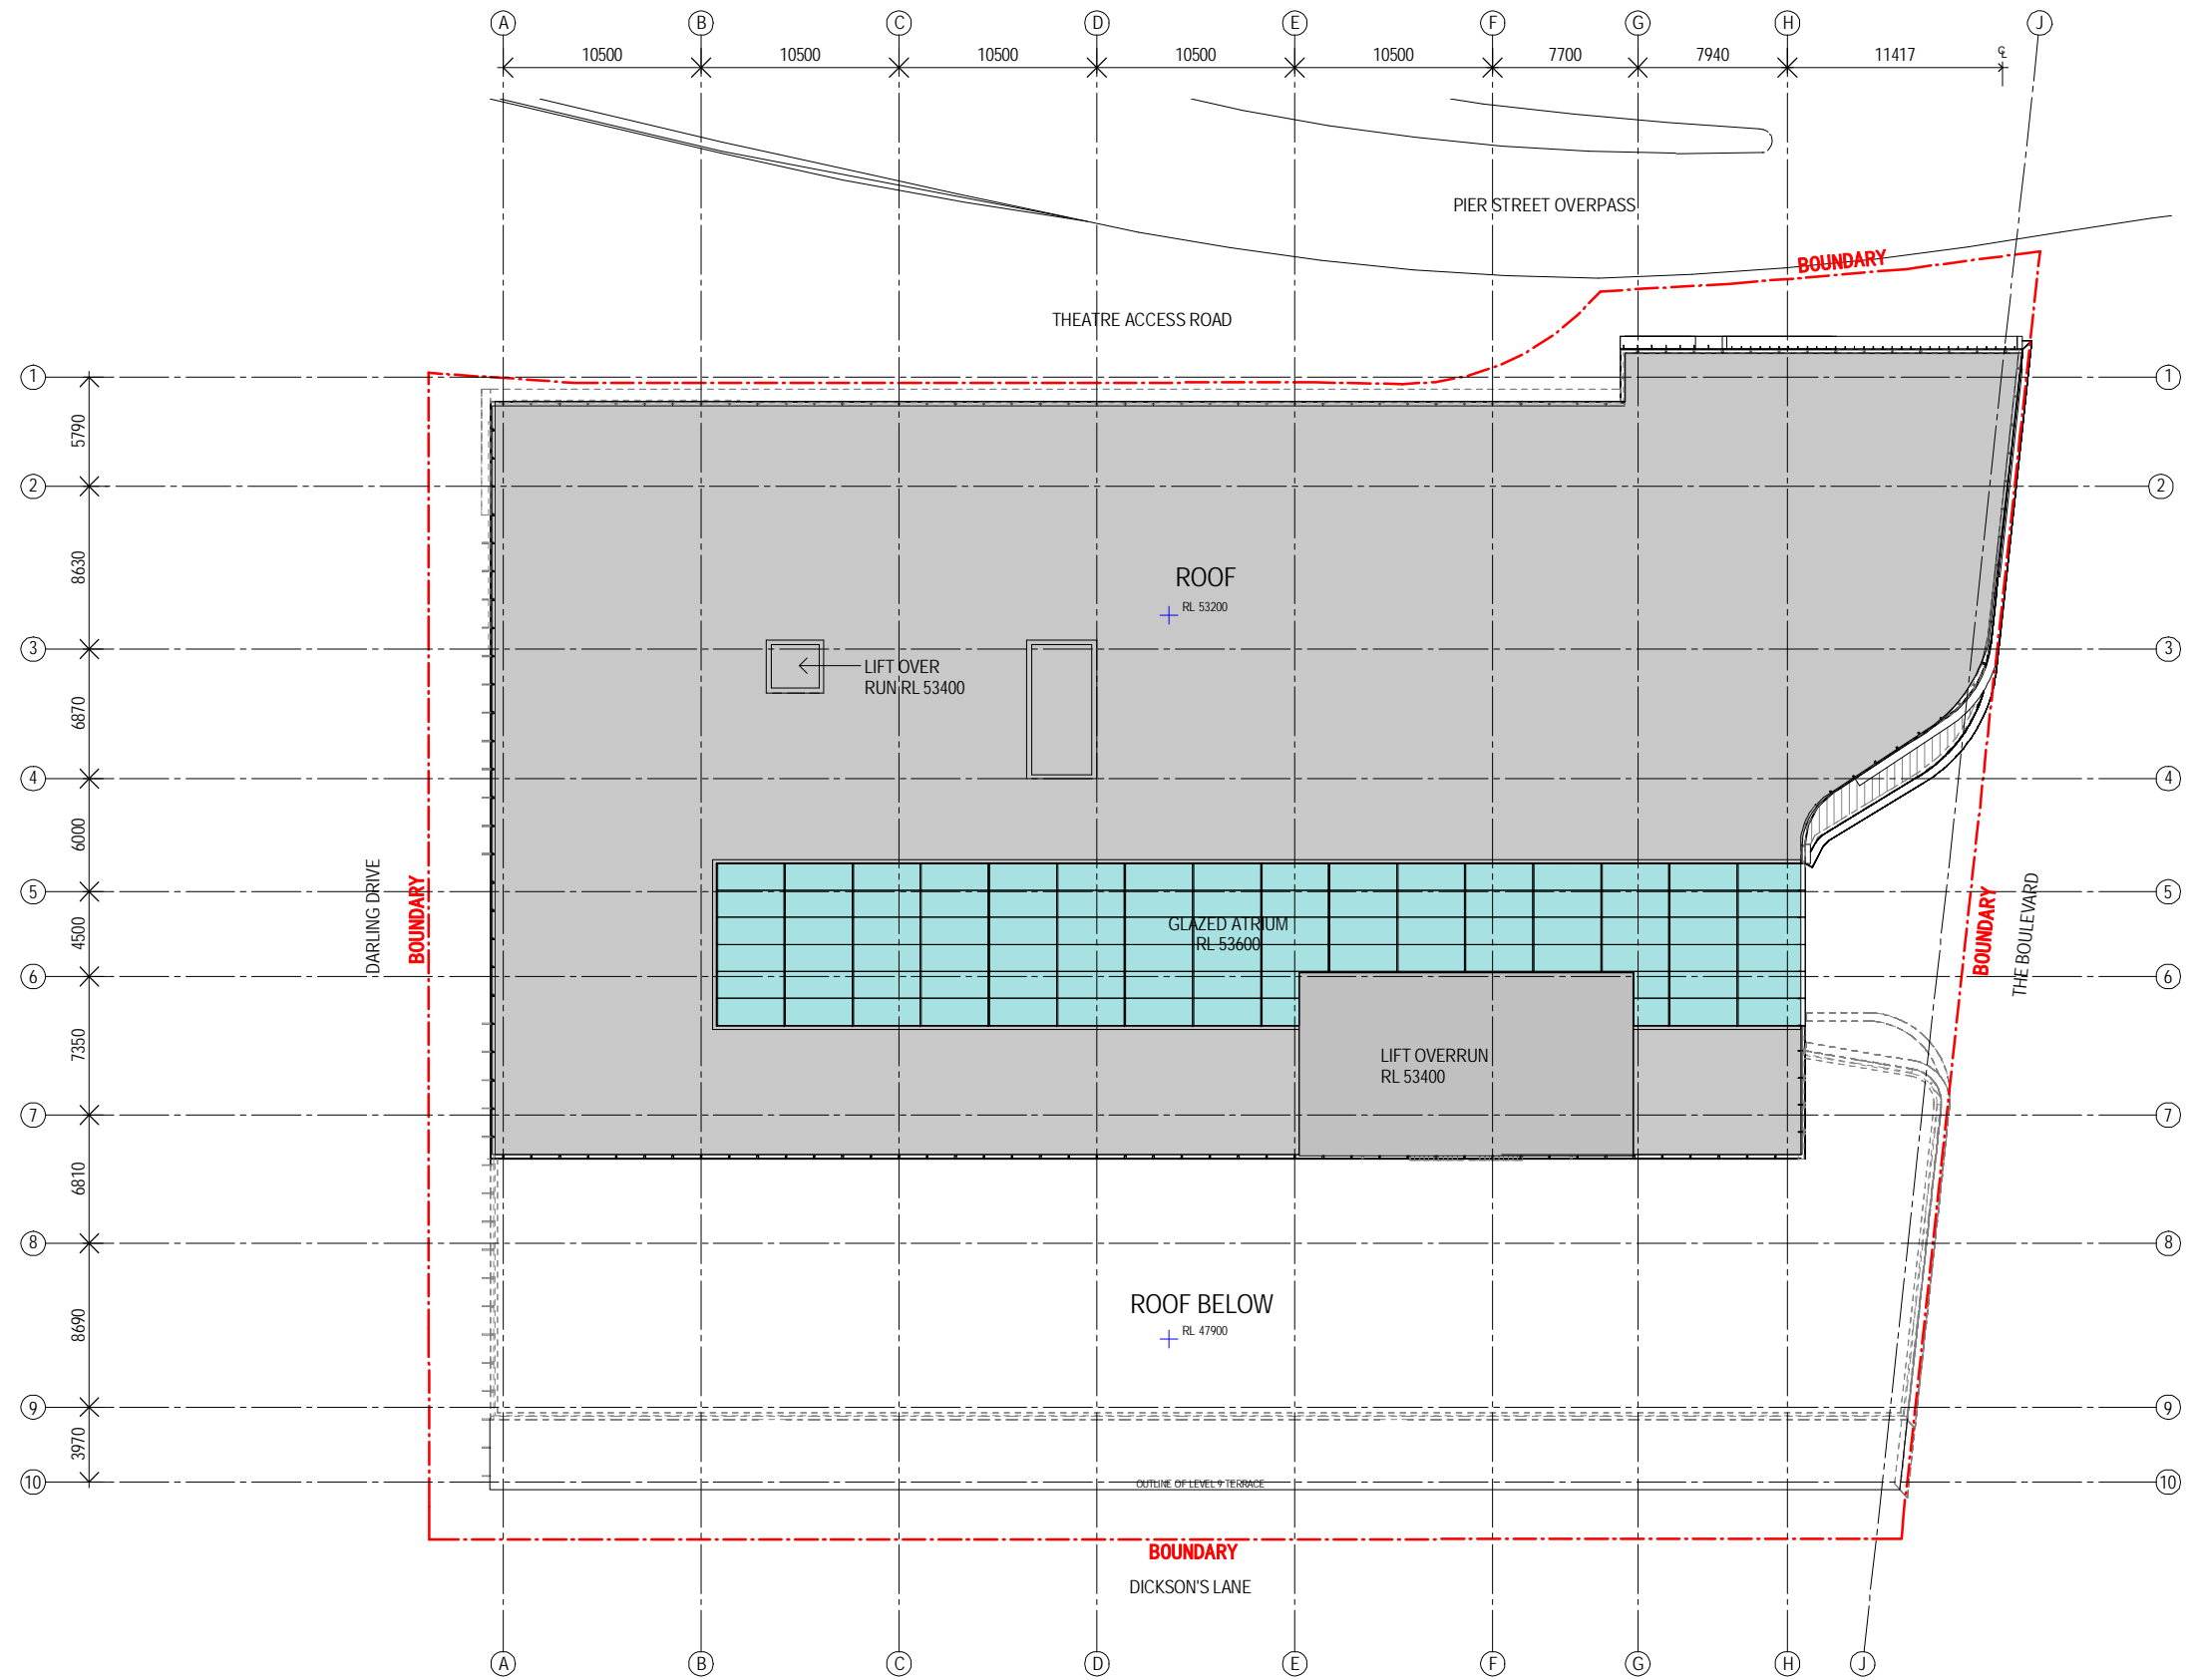 A B C D E F G H J
10500 10500 10500 10500 10500 7700 7940 11417 ℄
PIER STREET OVERPASS
BOUNDARY
THEATRE ACCESS ROAD
1 1
5790
2 2
8630
ROOF
RL 53200
3 3
LIFT OVER
RUN RL 53400
6870
4 4
6000
DARLING DRIVE
BOUNDARY
5 5
GLAZED ATRIUM
RL 53600
4500
BOUNDARY
THE BOULEVARD
6 6
7350
LIFT OVERRUN
RL 53400
7 7
6810
8 8
ROOF BELOW
RL 47900
8690
9 9
3970
10 10
OUTLINE OF LEVEL 9 TERRACE
BOUNDARY
DICKSON'S LANE
A B C D E F G H J